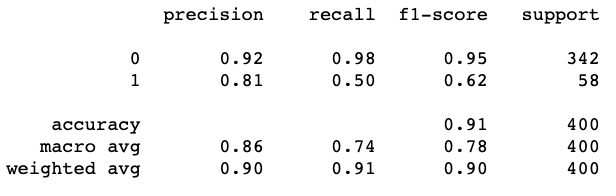 precision recall f1-score support
0 0.92 0.98 0.95 342
1 0.81 0.50 0.62 58
accuracy 0.91 400
macro avg 0.86 0.74 0.78 400
weighted avg 0.90 0.91 0.90 400